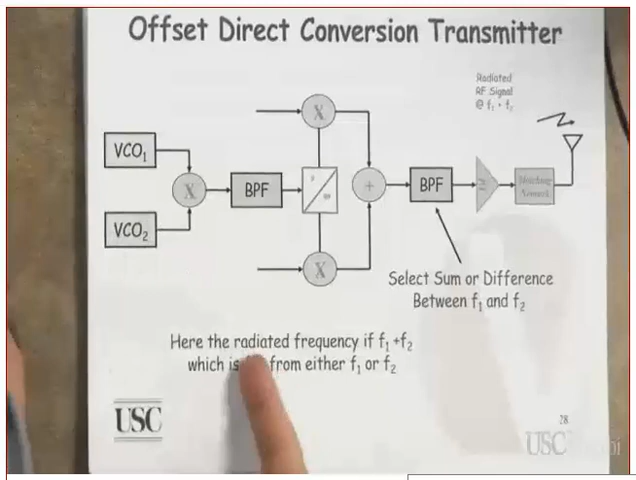 Offset Direct Conversion Transmitter
Radiated
RF Signal
@ f₁ + f₂
X
VCO₁
X
BPF
+
BPF
VCO₂
X
Select Sum or Difference
Between f₁ and f₂
Here the radiated frequency if f₁ +f₂
which is from either f₁ or f₂
USC
28
USC